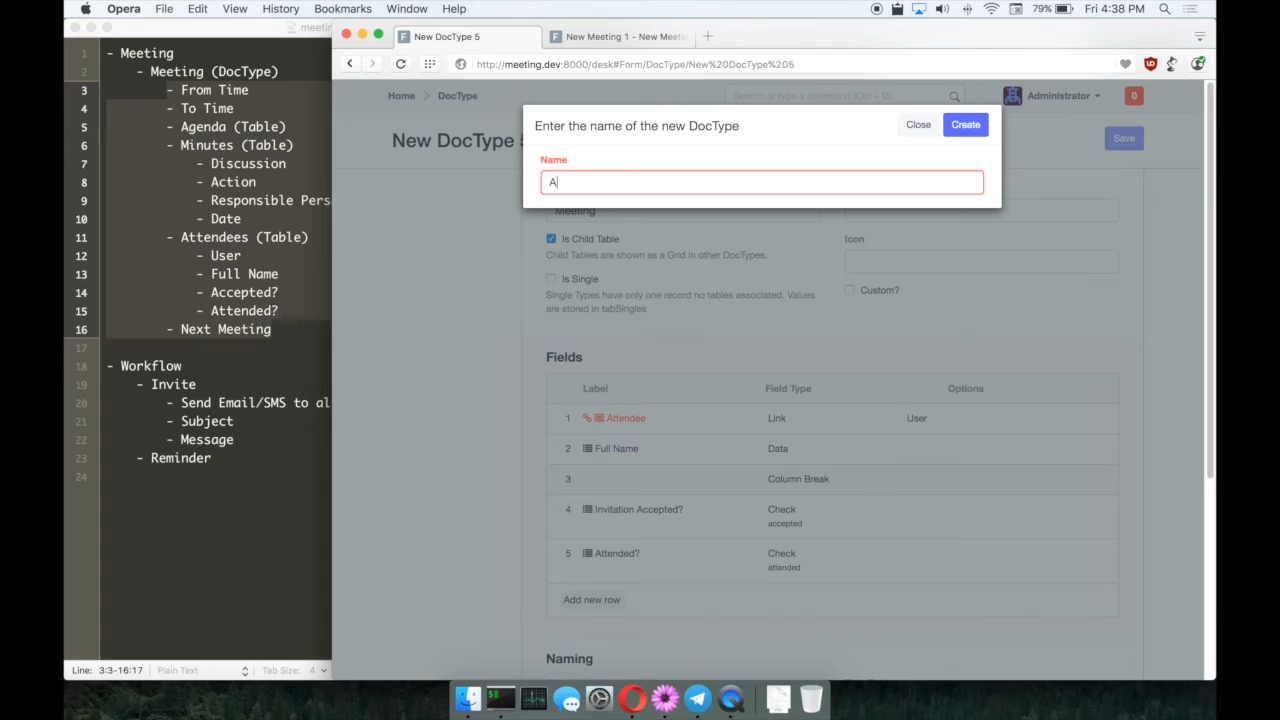 Opera File Edit View History Bookmarks Window Help
79% Fri 4:38 PM
meetin
1 - Meeting
2 - Meeting (DocType)
3 - From Time
4 - To Time
5 - Agenda (Table)
6 - Minutes (Table)
7 - Discussion
8 - Action
9 - Responsible Pers
10 - Date
11 - Attendees (Table)
12 - User
13 - Full Name
14 - Accepted?
15 - Attended?
16 - Next Meeting
17
18 - Workflow
19 - Invite
20 - Send Email/SMS to al
21 - Subject
22 - Message
23 - Reminder
24
Line: 3:3-16:17 Plain Text Tab Size: 4
New DocType 5
New Meeting 1 - New Meetin
http://meeting.dev:8000/desk#Form/DocType/New%20DocType%205
Home DocType
Search or type a command (Ctrl + G)
Administrator
0
New DocType 5
Save
Enter the name of the new DocType
Close
Create
Name
A
Meeting
Is Child Table
Child Tables are shown as a Grid in other DocTypes.
Is Single
Single Types have only one record no tables associated. Values
are stored in tabSingles
Icon
Custom?
Fields
Label Field Type Options
1 Attendee Link User
2 Full Name Data
3 Column Break
4 Invitation Accepted? Check
accepted
5 Attended? Check
attended
Add new row
Naming